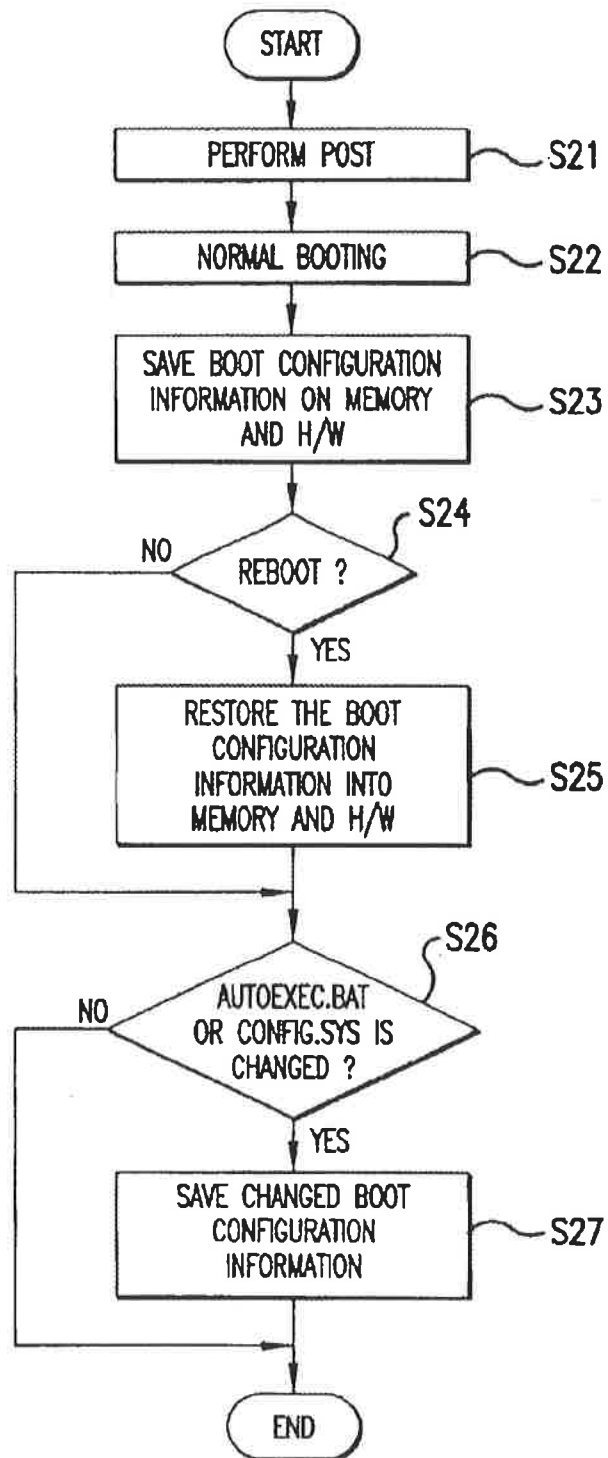 START
PERFORM POST
S21
NORMAL BOOTING
S22
SAVE BOOT CONFIGURATION
INFORMATION ON MEMORY
AND H/W
S23
S24
NO
REBOOT ?
YES
RESTORE THE BOOT
CONFIGURATION
INFORMATION INTO
MEMORY AND H/W
S25
S26
NO
AUTOEXEC.BAT
OR CONFIG.SYS IS
CHANGED ?
YES
SAVE CHANGED BOOT
CONFIGURATION
INFORMATION
S27
END